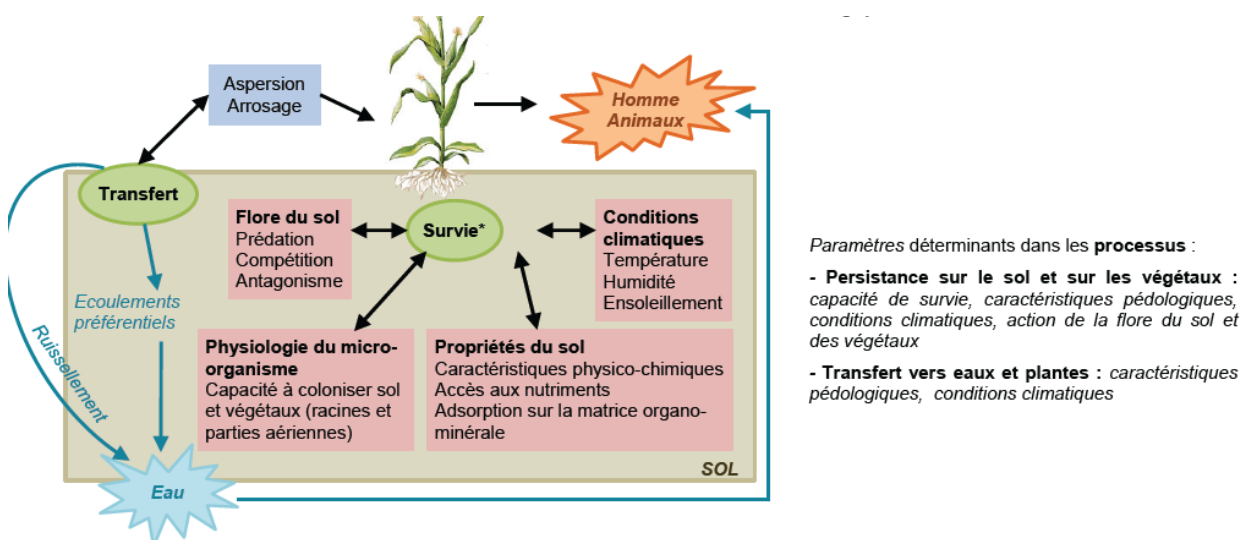 Aspersion
Arrosage
Homme
Animaux
Transfert
Flore du sol
Prédation
Compétition
Antagonisme
Survie*
Conditions
climatiques
Température
Humidité
Ensoleillement
Ecoulements
préférentiels
Ruissellement
Physiologie du micro-
organisme
Capacité à coloniser sol
et végétaux (racines et
parties aériennes)
Propriétés du sol
Caractéristiques physico-chimiques
Accès aux nutriments
Adsorption sur la matrice organo-
minérale
SOL
Eau
Paramètres déterminants dans les processus :
- Persistance sur le sol et sur les végétaux :
capacité de survie, caractéristiques pédologiques,
conditions climatiques, action de la flore du sol et
des végétaux
- Transfert vers eaux et plantes : caractéristiques
pédologiques, conditions climatiques